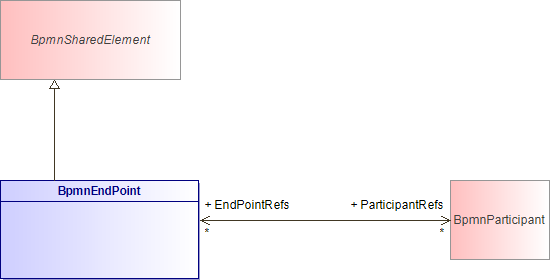 BpmnSharedElement
BpmnEndPoint
+ EndPointRefs
+ ParticipantRefs
*
*
BpmnParticipant